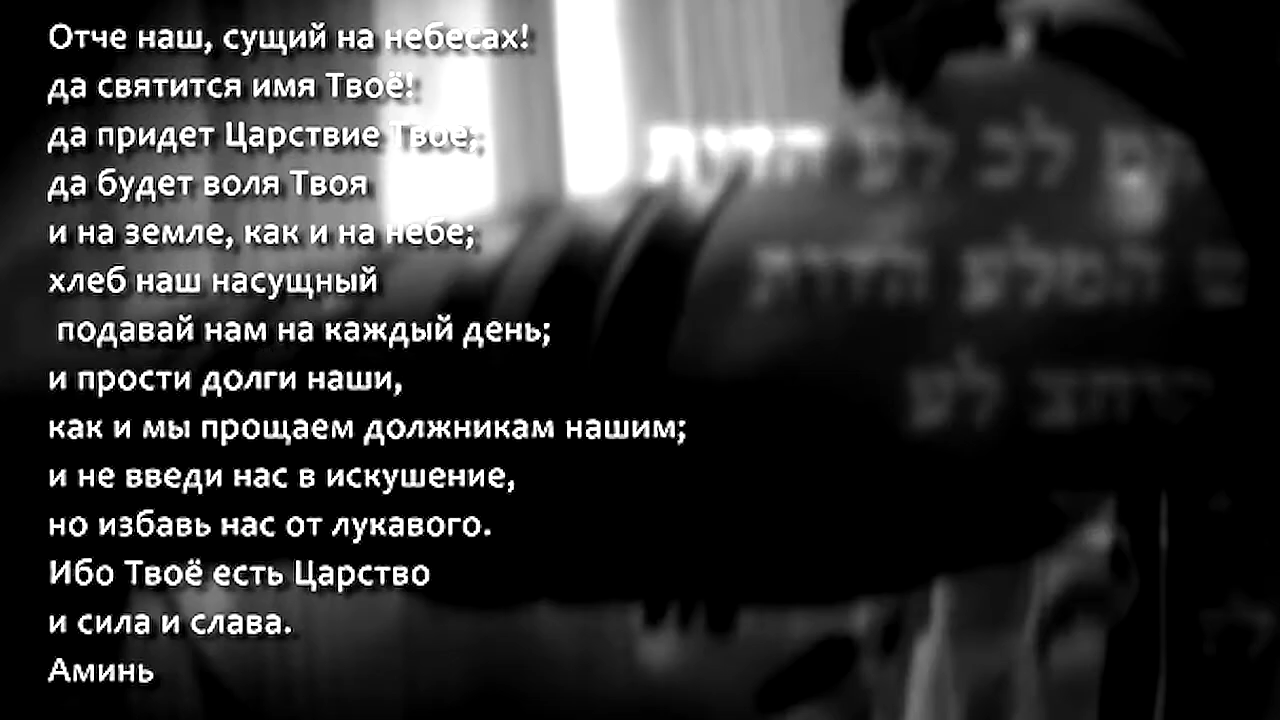 Отче наш, сущий на небесах!
да святится имя Твоё!
да придет Царствие Твое;
да будет воля Твоя
и на земле, как и на небе;
хлеб наш насущный
подавай нам на каждый день;
и прости долги наши,
как и мы прощаем должникам нашим;
и не введи нас в искушение,
но избавь нас от лукавого.
Ибо Твоё есть Царство
и сила и слава.
Аминь